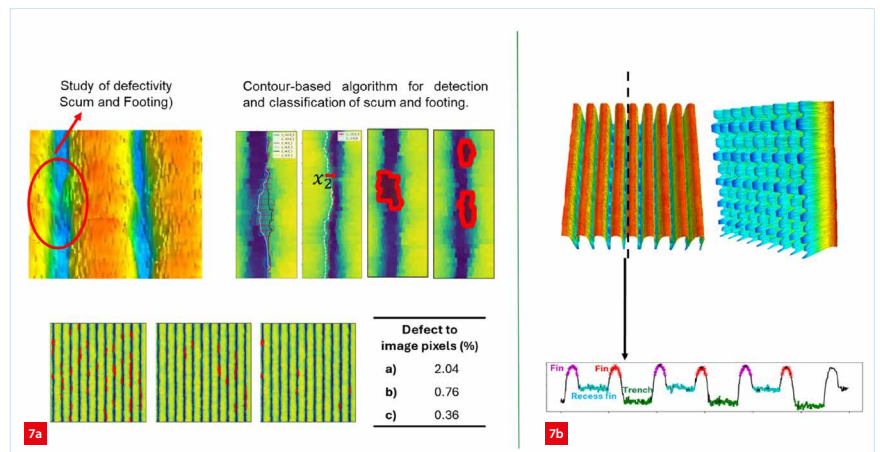 Study of defectivity
Scum and Footing)
Contour-based algorithm for detection
and classification of scum and footing.
x2
Defect to
image pixels (%)
a) 2.04
b) 0.76
c) 0.36
7a
Fin
Fin
Recess fin
Trench
7b